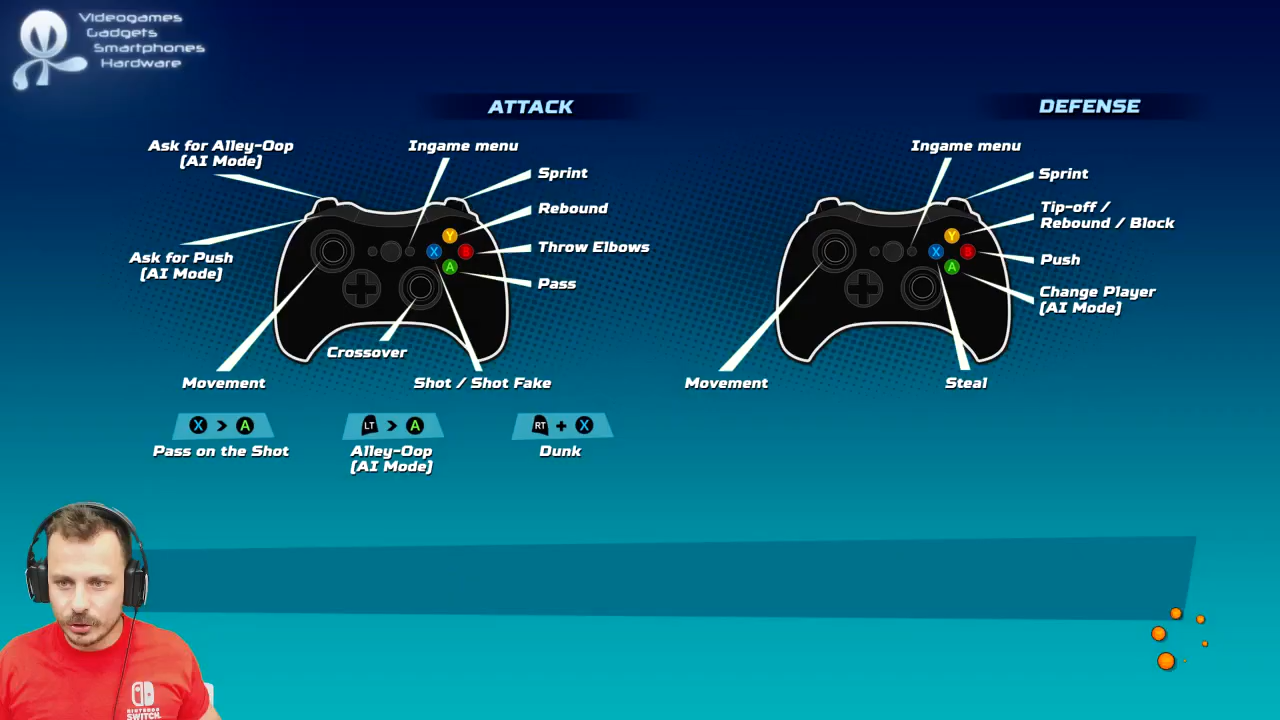 Videogames
Gadgets
Smartphones
Hardware
ATTACK
DEFENSE
Ask for Alley-Oop
[AI Mode]
Ingame menu
Sprint
Rebound
Throw Elbows
Pass
Ask for Push
[AI Mode]
Crossover
Movement
Shot / Shot Fake
Y
X
B
A
X > A
Pass on the Shot
LT > A
Alley-Oop
[AI Mode]
RT + X
Dunk
Ingame menu
Sprint
Tip-off /
Rebound / Block
Push
Change Player
[AI Mode]
Movement
Steal
Y
X
B
A
NINTENDO
SWITCH